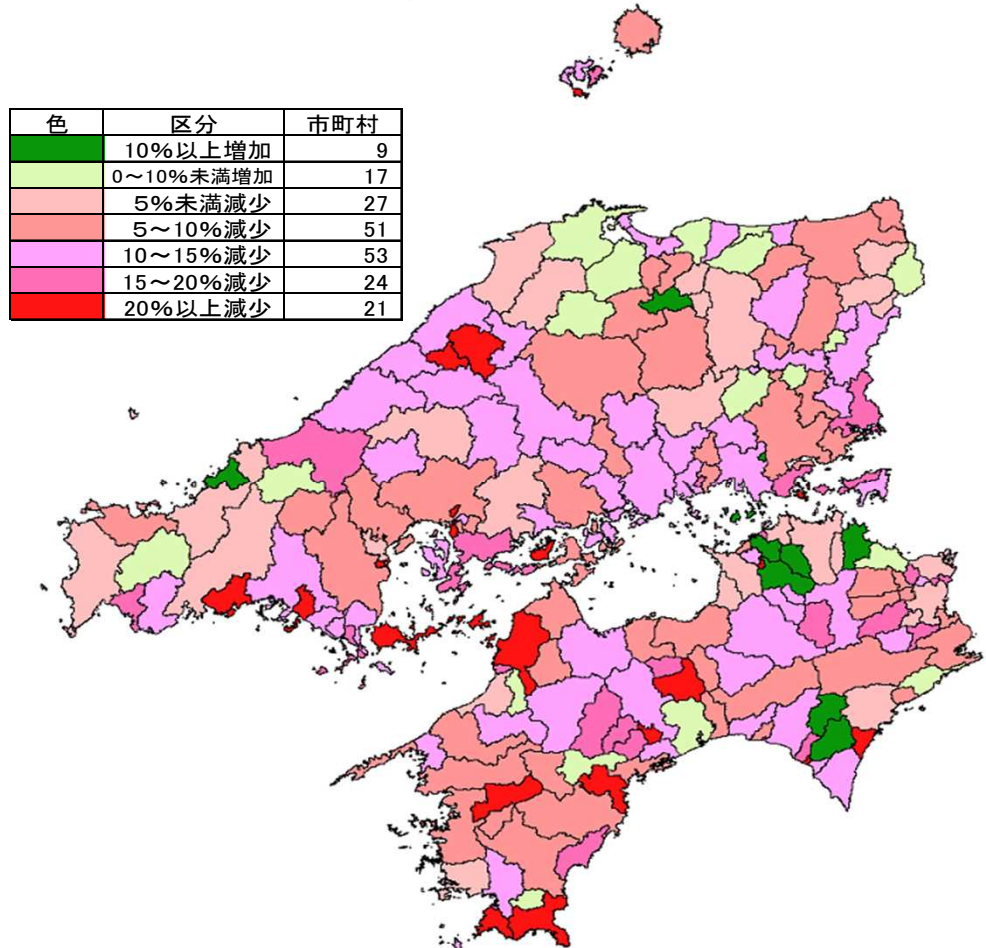 色 区分 市町村
10%以上増加 9
0～10%未満増加 17
5%未満減少 27
5～10%減少 51
10～15%減少 53
15～20%減少 24
20%以上減少 21